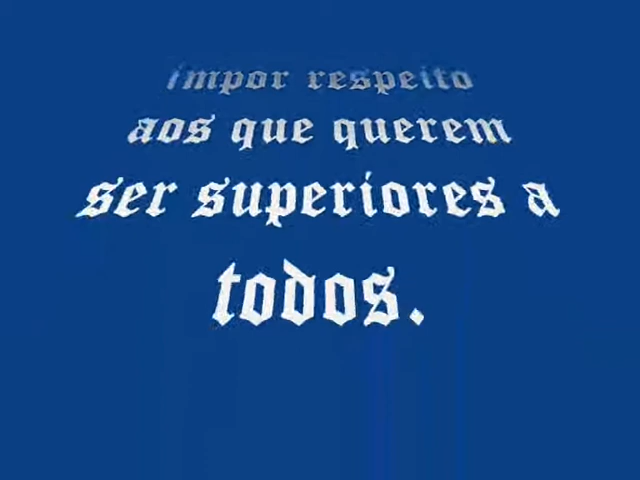 impor respeito
aos que querem
ser superiores a
todos.